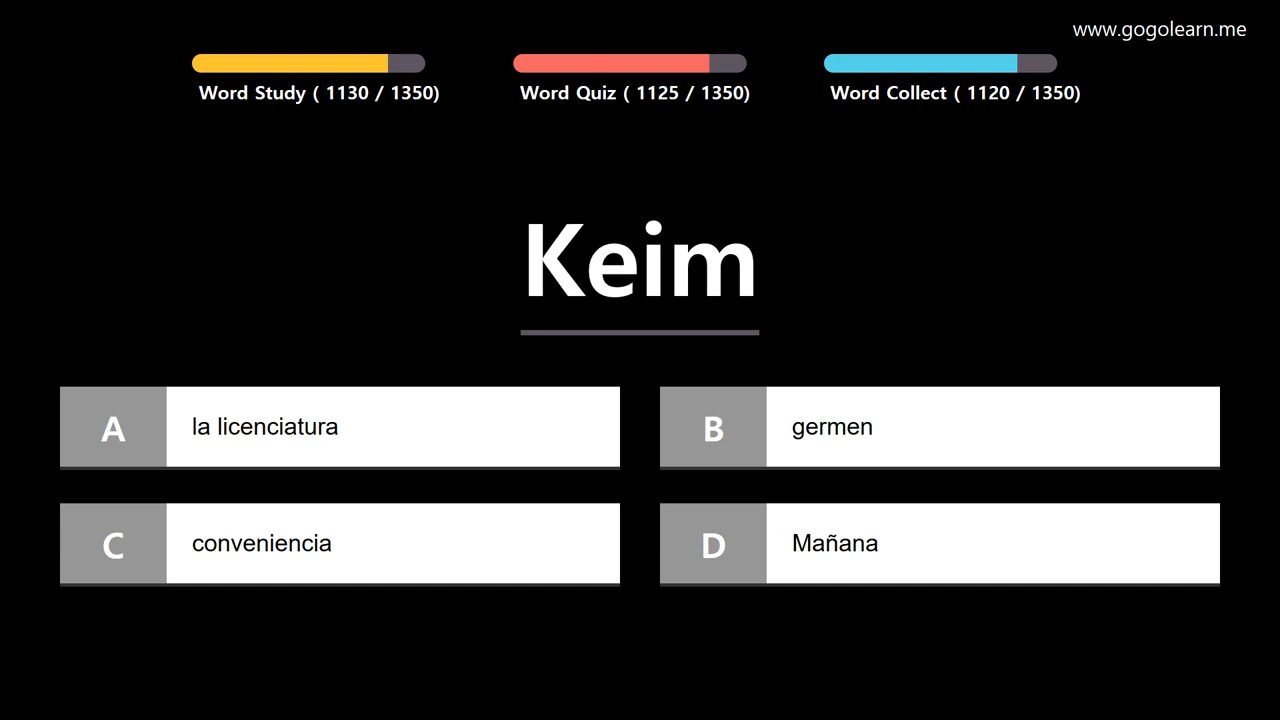 www.gogolearn.me
Word Study ( 1130 / 1350)
Word Quiz ( 1125 / 1350)
Word Collect ( 1120 / 1350)
Keim
A la licenciatura
B germen
C conveniencia
D Mañana